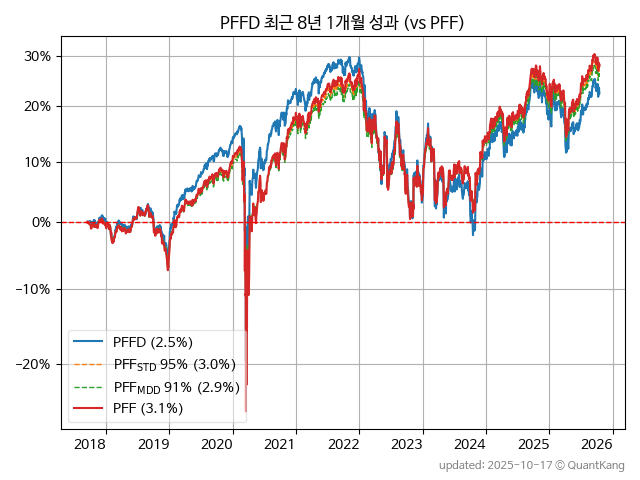 PFFD 최근 8년 1개월 성과 (vs PFF)
30%
20%
10%
0%
−10%
−20%
PFFD (2.5%)
PFFSTD 95% (3.0%)
PFFMDD 91% (2.9%)
PFF (3.1%)
2018 2019 2020 2021 2022 2023 2024 2025 2026
updated: 2025-10-17 © QuantKang